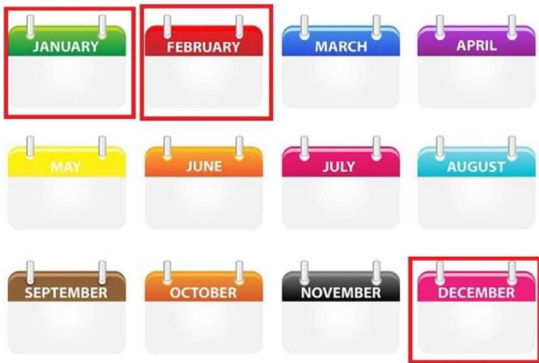 JANUARY FEBRUARY MARCH APRIL
MAY JUNE JULY AUGUST
SEPTEMBER OCTOBER NOVEMBER DECEMBER